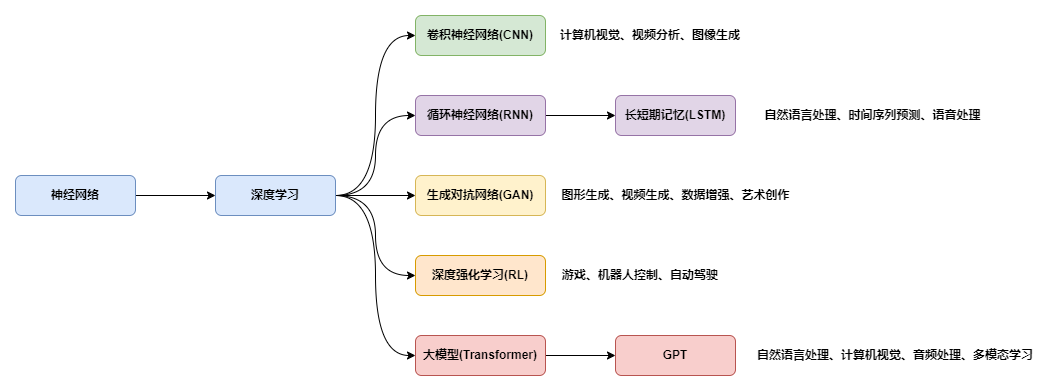 卷积神经网络(CNN) 计算机视觉、视频分析、图像生成
循环神经网络(RNN) 长短期记忆(LSTM) 自然语言处理、时间序列预测、语音处理
神经网络 深度学习 生成对抗网络(GAN) 图形生成、视频生成、数据增强、艺术创作
深度强化学习(RL) 游戏、机器人控制、自动驾驶
大模型(Transformer) GPT 自然语言处理、计算机视觉、音频处理、多模态学习